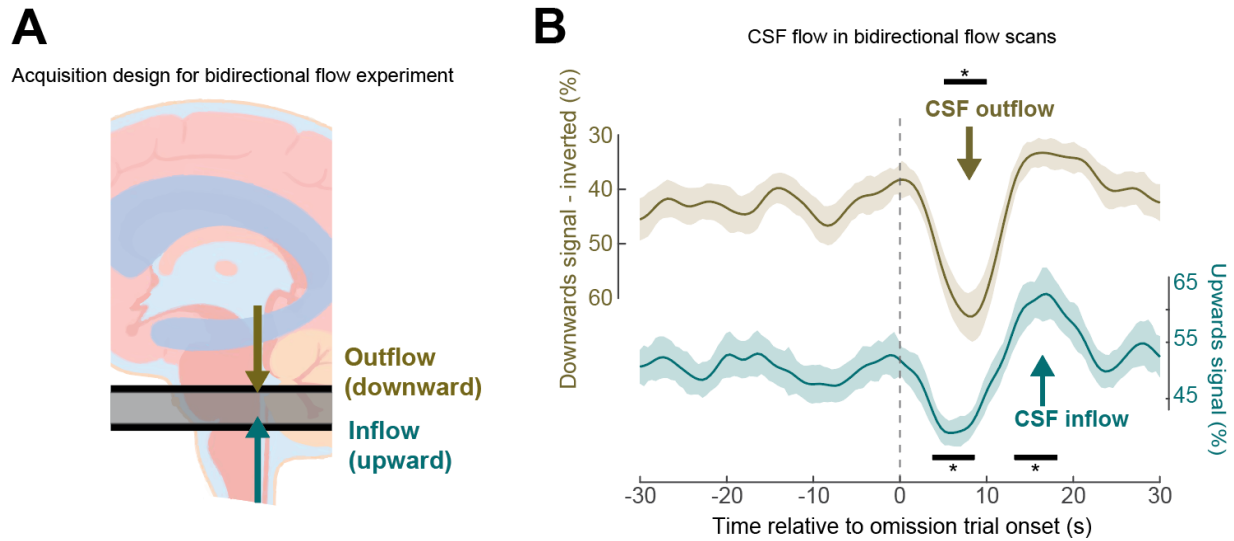 A
Acquisition design for bidirectional flow experiment
Outflow
(downward)
Inflow
(upward)
B
CSF flow in bidirectional flow scans
*
CSF outflow
Downwards signal - inverted (%)
30
40
50
60
65
55
45
Upwards signal (%)
CSF inflow
*
*
-30
-20
-10
0
10
20
30
Time relative to omission trial onset (s)